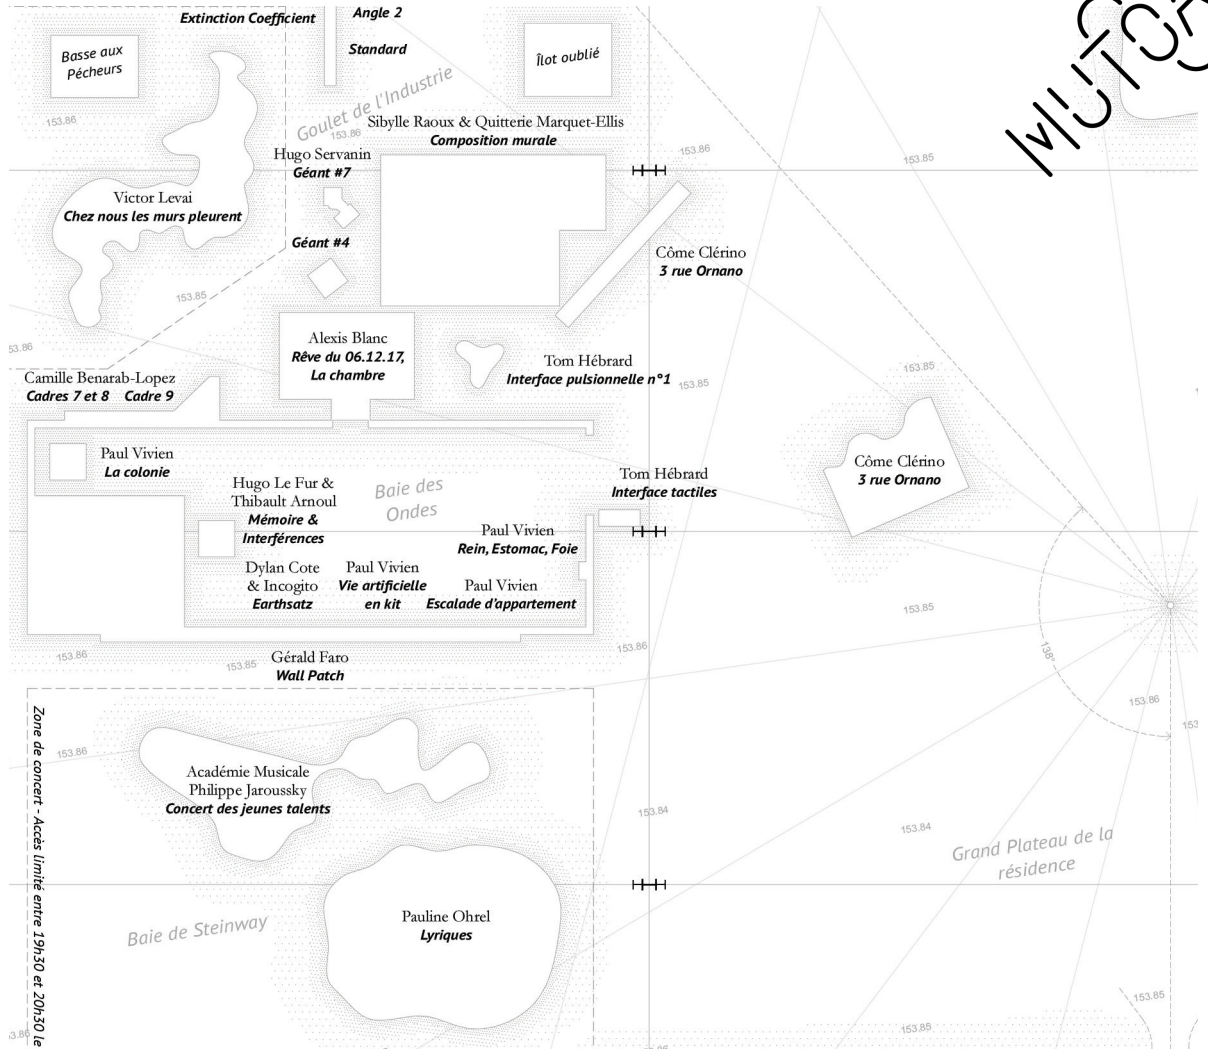 Extinction Coefficient
Angle 2
Standard
Basse aux
Pécheurs
Îlot oublié
Goulet de l'Industrie
153.86
153.86
Sibylle Raoux & Quitterie Marquet-Ellis
Composition murale
153.86
153.85
Hugo Servanin
Géant #7
Victor Levai
Chez nous les murs pleurent
Géant #4
Côme Clérino
3 rue Ornano
153.85
Alexis Blanc
Rêve du 06.12.17,
La chambre
53.86
Tom Hébrard
Interface pulsionnelle n°1
153.85
153.85
Camille Benarab-Lopez
Cadres 7 et 8 Cadre 9
Paul Vivien
La colonie
Côme Clérino
3 rue Ornano
Tom Hébrard
Interface tactiles
Hugo Le Fur &
Thibault Arnoul
Mémoire &
Interférences
Baie des
Ondes
Paul Vivien
Rein, Estomac, Foie
Dylan Cote
& Incogito
Earthsatz
Paul Vivien
Vie artificielle
en kit
Paul Vivien
Escalade d'appartement
153.85
153.86
153.85
153.86
138°
Gérald Faro
Wall Patch
153.86
153
Zone de concert - Accès limité entre 19h30 et 20h30 le
153.86
Académie Musicale
Philippe Jaroussky
Concert des jeunes talents
153.84
153.84
Grand Plateau de la
résidence
Pauline Ohrel
Lyriques
Baie de Steinway
153.85
153.85
3.86